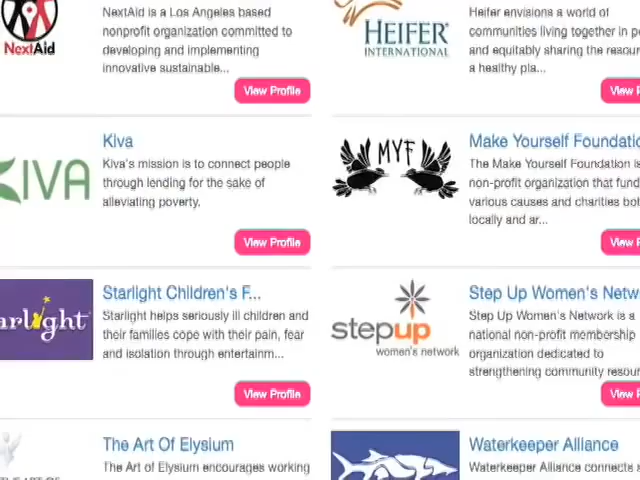 NextAid
NextAid is a Los Angeles based
nonprofit organization committed to
developing and implementing
innovative sustainable...
View Profile
HEIFER
INTERNATIONAL
Heifer envisions a world of
communities living together in
and equitably sharing the
a healthy pla...
View
KIVA
Kiva
Kiva's mission is to connect people
through lending for the sake of
alleviating poverty.
View Profile
MYF
Make Yourself
The Make Yourself Foundation
non-profit organization that
various causes and charities
locally and ar...
View
Starlight Children's F...
Starlight helps seriously ill children and
their families cope with their pain, fear
and isolation through entertainm...
View Profile
stepup
women's network
Step Up Women's
Step Up Women's Network is a
national non-profit membership
organization dedicated to
strengthening community
View
The Art Of Elysium
The Art of Elysium encourages working
Waterkeeper Alliance
Waterkeeper Alliance connects